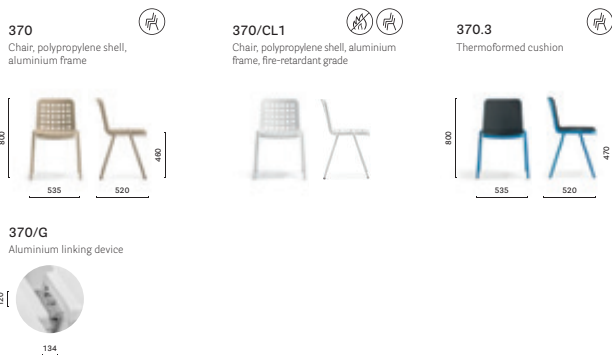 370
Chair, polypropylene shell,
aluminium frame
800
460
535
520
370/CL1
Chair, polypropylene shell, aluminium
frame, fire-retardant grade
370.3
Thermoformed cushion
800
470
535
520
370/G
Aluminium linking device
120
134